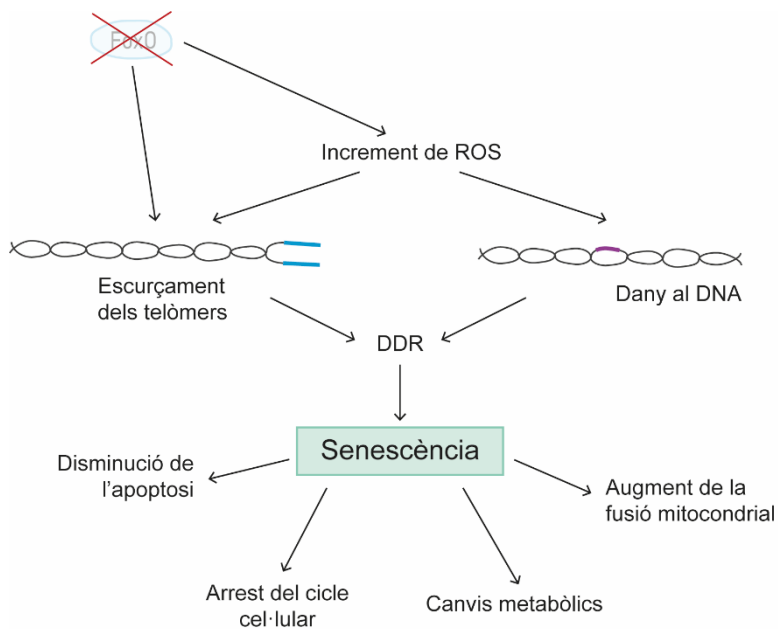 FoxO
Increment de ROS
Escurçament
dels telòmers
Dany al DNA
DDR
Senescència
Disminució de
l’apoptosi
Augment de la
fusió mitocondrial
Arrest del cicle
cel·lular
Canvis metabòlics